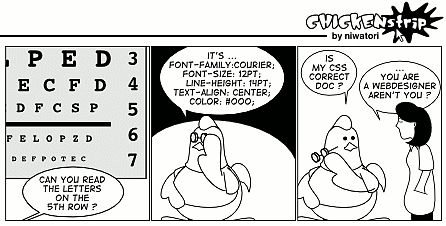 CHICKENstrip
by niwatori
. P E D 3
E C F D 4
D F C S P 5
F E L O P Z D 6
D E F P O T E C 7
CAN YOU READ
THE LETTERS
ON THE
5TH ROW ?
IT'S ...
FONT-FAMILY:COURIER;
FONT-SIZE: 12PT;
LINE-HEIGHT: 14PT;
TEXT-ALIGN: CENTER;
COLOR: #000;
IS
MY CSS
CORRECT
DOC ?
...
YOU ARE
A WEBDESIGNER
AREN'T YOU ?